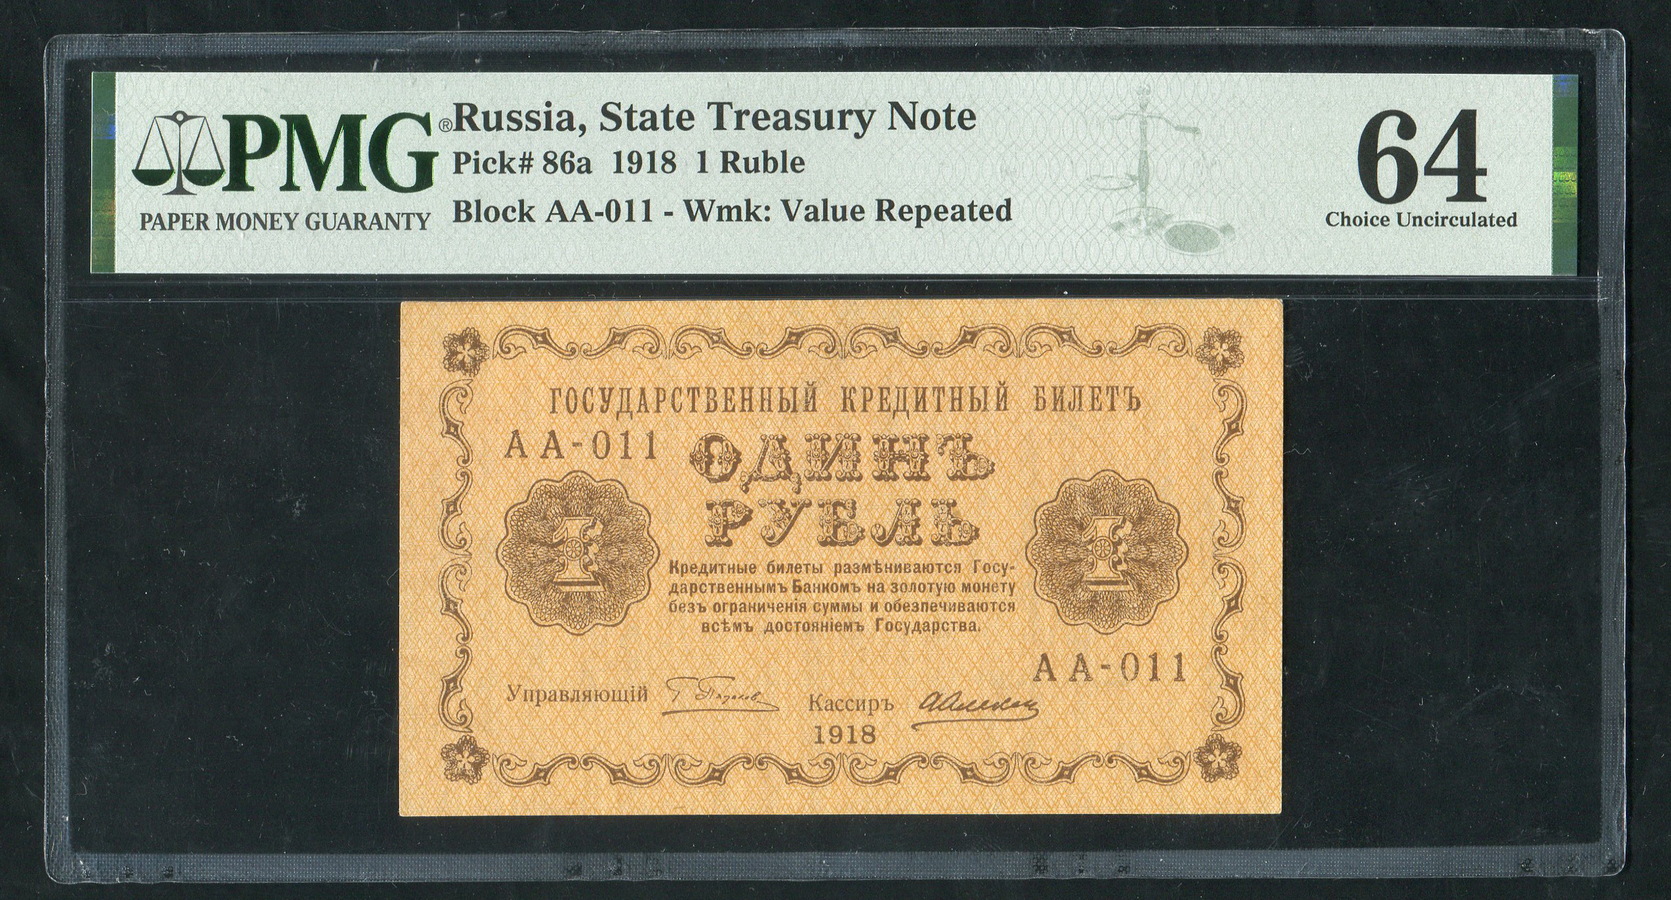 PMG®
PAPER MONEY GUARANTY
Russia, State Treasury Note
Pick# 86a 1918 1 Ruble
Block AA-011 - Wmk: Value Repeated
64
Choice Uncirculated
ГОСУДАРСТВЕННЫЙ КРЕДИТНЫЙ БИЛЕТЪ
АА-011
ОДИНЪ
РУБЛЬ
1
1
Кредитные билеты размѣниваются Госу-
дарственнымъ Банкомъ на золотую монету
безъ ограниченія суммы и обезпечиваются
всѣмъ достояніемъ Государства.
АА-011
Управляющій
Кассиръ
1918